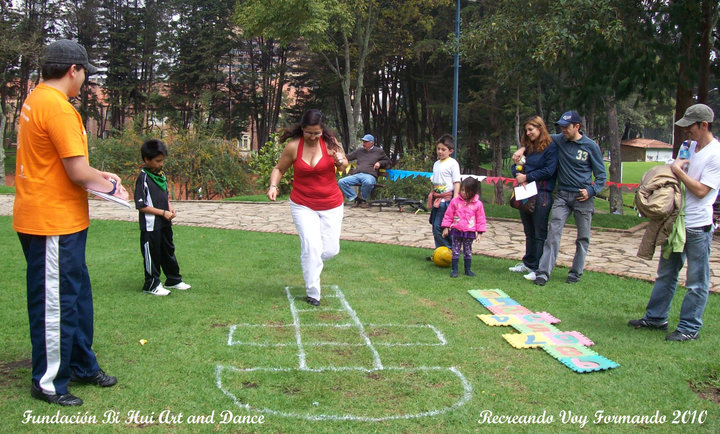 Fundación Bi Hui Art and Dance
Recreando Voy Formando 2010